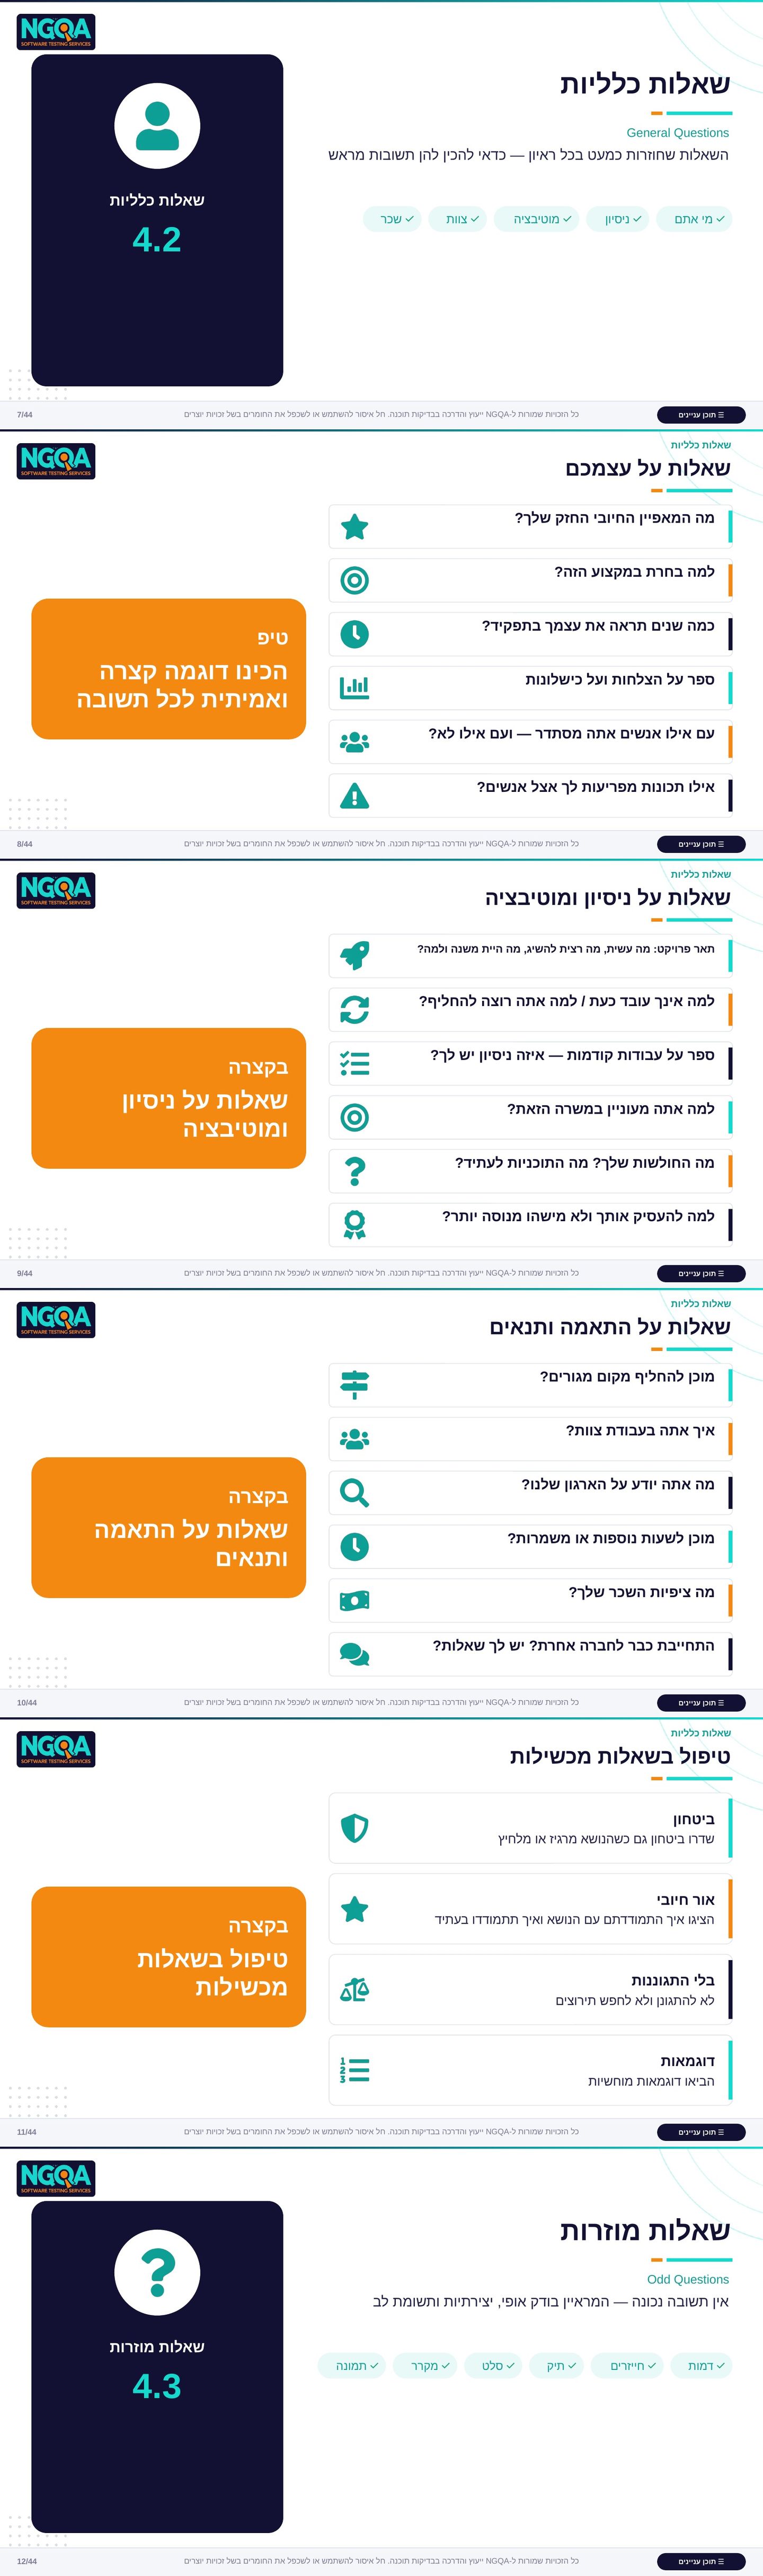 NGQA
SOFTWARE TESTING SERVICES
שאלות כלליות
General Questions
השאלות שחוזרות כמעט בכל ראיון — כדאי להכין להן תשובות מראש
✓ מי אתם ✓ ניסיון ✓ מוטיבציה ✓ צוות ✓ שכר
שאלות כלליות
4.2
☰ תוכן עניינים
כל הזכויות שמורות ל-NGQA ייעוץ והדרכה בבדיקות תוכנה. חל איסור להשתמש או לשכפל את החומרים בשל זכויות יוצרים
7/44
NGQA
SOFTWARE TESTING SERVICES
שאלות כלליות
שאלות על עצמכם
מה המאפיין החיובי החזק שלך?
למה בחרת במקצוע הזה?
כמה שנים תראה את עצמך בתפקיד?
ספר על הצלחות ועל כישלונות
עם אילו אנשים אתה מסתדר — ועם אילו לא?
אילו תכונות מפריעות לך אצל אנשים?
טיפ
הכינו דוגמה קצרה
ואמיתית לכל תשובה
☰ תוכן עניינים
כל הזכויות שמורות ל-NGQA ייעוץ והדרכה בבדיקות תוכנה. חל איסור להשתמש או לשכפל את החומרים בשל זכויות יוצרים
8/44
NGQA
SOFTWARE TESTING SERVICES
שאלות כלליות
שאלות על ניסיון ומוטיבציה
תאר פרויקט: מה עשית, מה רצית להשיג, מה היית משנה ולמה?
למה אינך עובד כעת / למה אתה רוצה להחליף?
ספר על עבודות קודמות — איזה ניסיון יש לך?
למה אתה מעוניין במשרה הזאת?
מה החולשות שלך? מה התוכניות לעתיד?
למה להעסיק אותך ולא מישהו מנוסה יותר?
בקצרה
שאלות על ניסיון
ומוטיבציה
☰ תוכן עניינים
כל הזכויות שמורות ל-NGQA ייעוץ והדרכה בבדיקות תוכנה. חל איסור להשתמש או לשכפל את החומרים בשל זכויות יוצרים
9/44
NGQA
SOFTWARE TESTING SERVICES
שאלות כלליות
שאלות על התאמה ותנאים
מוכן להחליף מקום מגורים?
איך אתה בעבודת צוות?
מה אתה יודע על הארגון שלנו?
מוכן לשעות נוספות או משמרות?
מה ציפיות השכר שלך?
התחייבת כבר לחברה אחרת? יש לך שאלות?
בקצרה
שאלות על התאמה
ותנאים
☰ תוכן עניינים
כל הזכויות שמורות ל-NGQA ייעוץ והדרכה בבדיקות תוכנה. חל איסור להשתמש או לשכפל את החומרים בשל זכויות יוצרים
10/44
NGQA
SOFTWARE TESTING SERVICES
שאלות כלליות
טיפול בשאלות מכשילות
ביטחון
שדרו ביטחון גם כשהנושא מרגיז או מלחיץ
אור חיובי
הציגו איך התמודדתם עם הנושא ואיך תתמודדו בעתיד
בלי התגוננות
לא להתגונן ולא לחפש תירוצים
דוגמאות
הביאו דוגמאות מוחשיות
בקצרה
טיפול בשאלות
מכשילות
☰ תוכן עניינים
כל הזכויות שמורות ל-NGQA ייעוץ והדרכה בבדיקות תוכנה. חל איסור להשתמש או לשכפל את החומרים בשל זכויות יוצרים
11/44
NGQA
SOFTWARE TESTING SERVICES
שאלות מוזרות
Odd Questions
אין תשובה נכונה — המראיין בודק אופי, יצירתיות ותשומת לב
✓ דמות ✓ חייזרים ✓ תיק ✓ סלט ✓ מקרר ✓ תמונה
שאלות מוזרות
4.3
☰ תוכן עניינים
כל הזכויות שמורות ל-NGQA ייעוץ והדרכה בבדיקות תוכנה. חל איסור להשתמש או לשכפל את החומרים בשל זכויות יוצרים
12/44